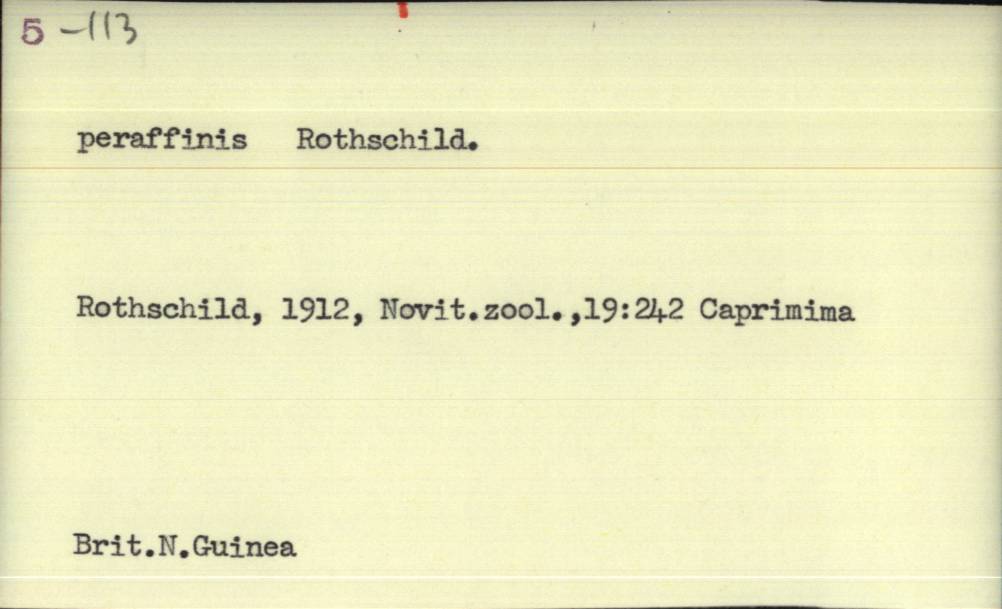 5 -113
peraffinis Rothschild.
Rothschild, 1912, Novit.zool.,19:242 Caprimima
Brit.N.Guinea